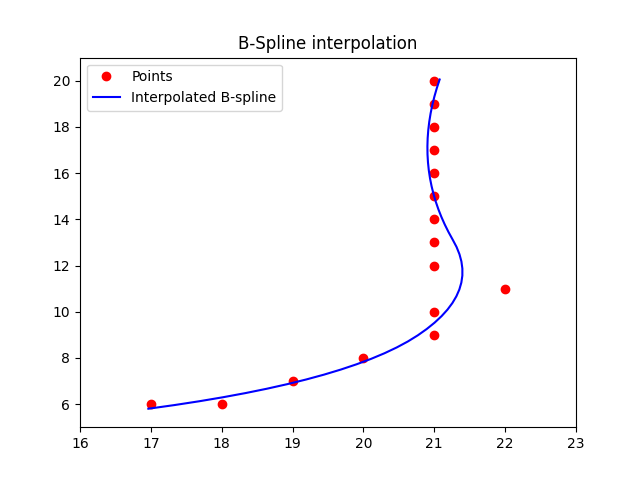 B-Spline interpolation
Points
Interpolated B-spline
20
18
16
14
12
10
8
6
16 17 18 19 20 21 22 23